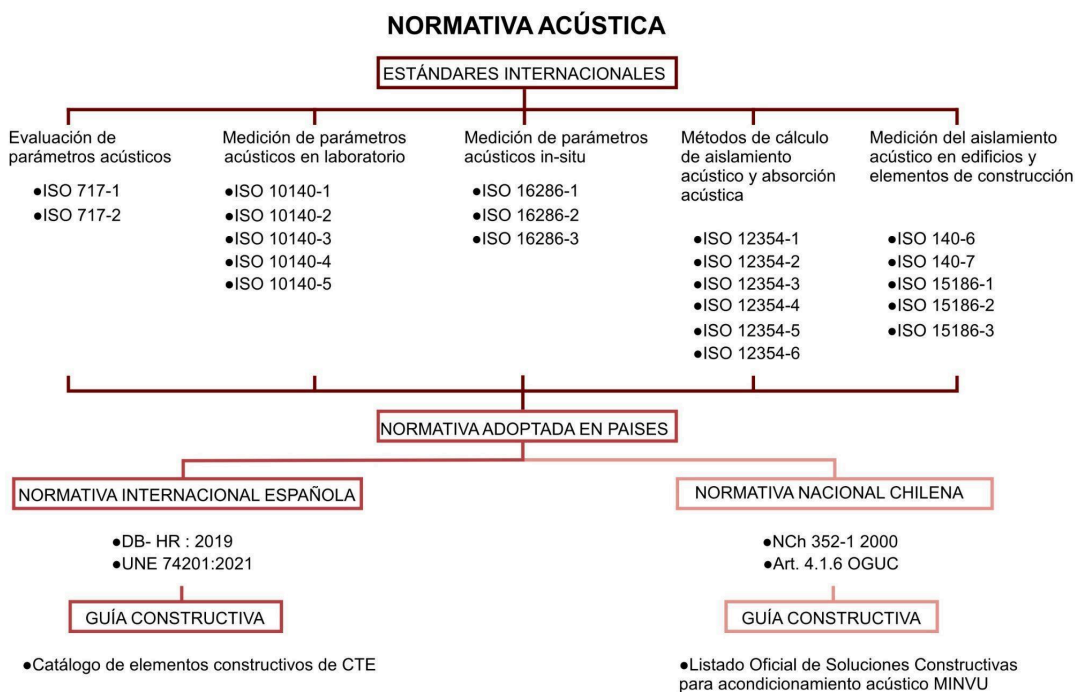 NORMATIVA ACÚSTICA
ESTÁNDARES INTERNACIONALES
Evaluación de
parámetros acústicos
●ISO 717-1
●ISO 717-2
Medición de parámetros
acústicos en laboratorio
●ISO 10140-1
●ISO 10140-2
●ISO 10140-3
●ISO 10140-4
●ISO 10140-5
Medición de parámetros
acústicos in-situ
●ISO 16286-1
●ISO 16286-2
●ISO 16286-3
Métodos de cálculo
de aislamiento
acústico y absorción
acústica
●ISO 12354-1
●ISO 12354-2
●ISO 12354-3
●ISO 12354-4
●ISO 12354-5
●ISO 12354-6
Medición del aislamiento
acústico en edificios y
elementos de construcción
●ISO 140-6
●ISO 140-7
●ISO 15186-1
●ISO 15186-2
●ISO 15186-3
NORMATIVA ADOPTADA EN PAISES
NORMATIVA INTERNACIONAL ESPAÑOLA
●DB- HR : 2019
●UNE 74201:2021
GUÍA CONSTRUCTIVA
●Catálogo de elementos constructivos de CTE
NORMATIVA NACIONAL CHILENA
●NCh 352-1 2000
●Art. 4.1.6 OGUC
GUÍA CONSTRUCTIVA
●Listado Oficial de Soluciones Constructivas
para acondicionamiento acústico MINVU